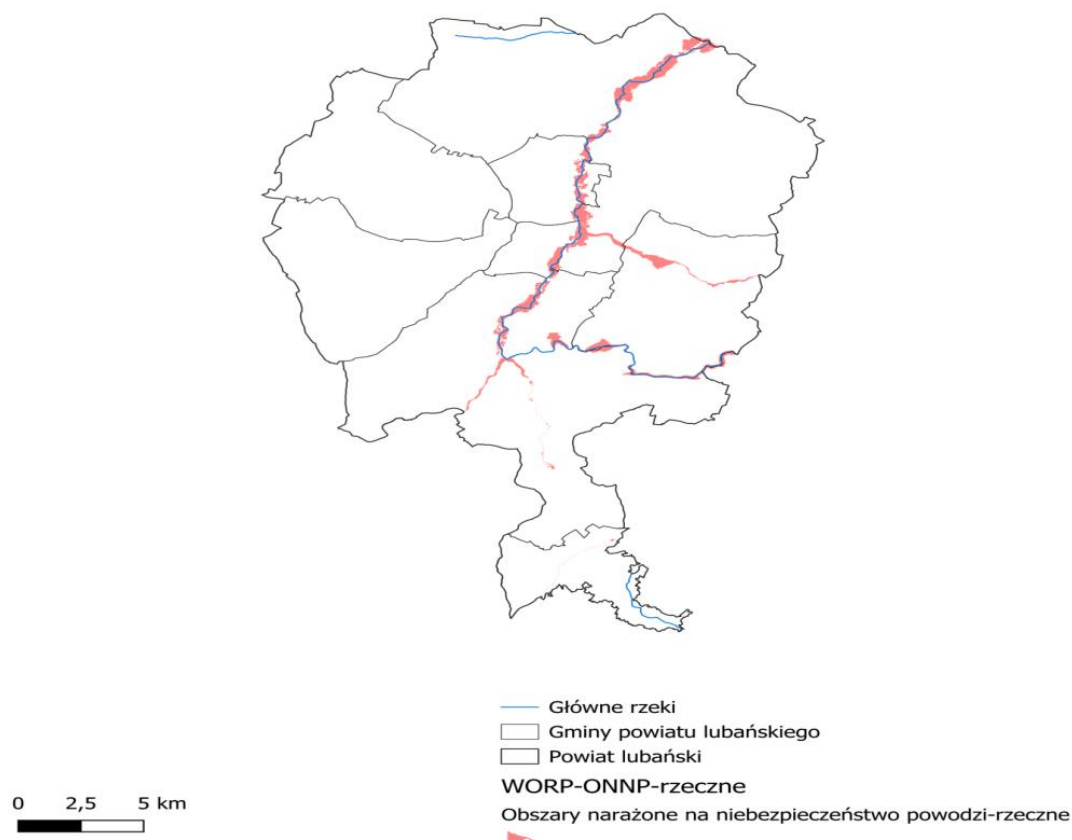 Główne rzeki
Gminy powiatu lubańskiego
Powiat lubański
WORP-ONNP-rzeczne
Obszary narażone na niebezpieczeństwo powodzi-rzeczne
0 2,5 5 km